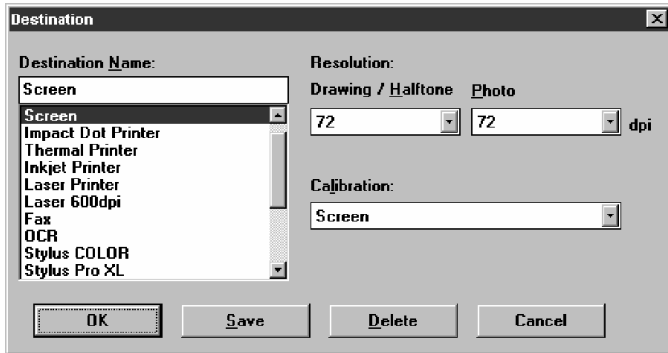 Destination
Destination Name:
Screen
Screen
Impact Dot Printer
Thermal Printer
Inkjet Printer
Laser Printer
Laser 600dpi
Fax
OCR
Stylus COLOR
Stylus Pro XL
Resolution:
Drawing / Halftone Photo
72 72 dpi
Calibration:
Screen
OK Save Delete Cancel